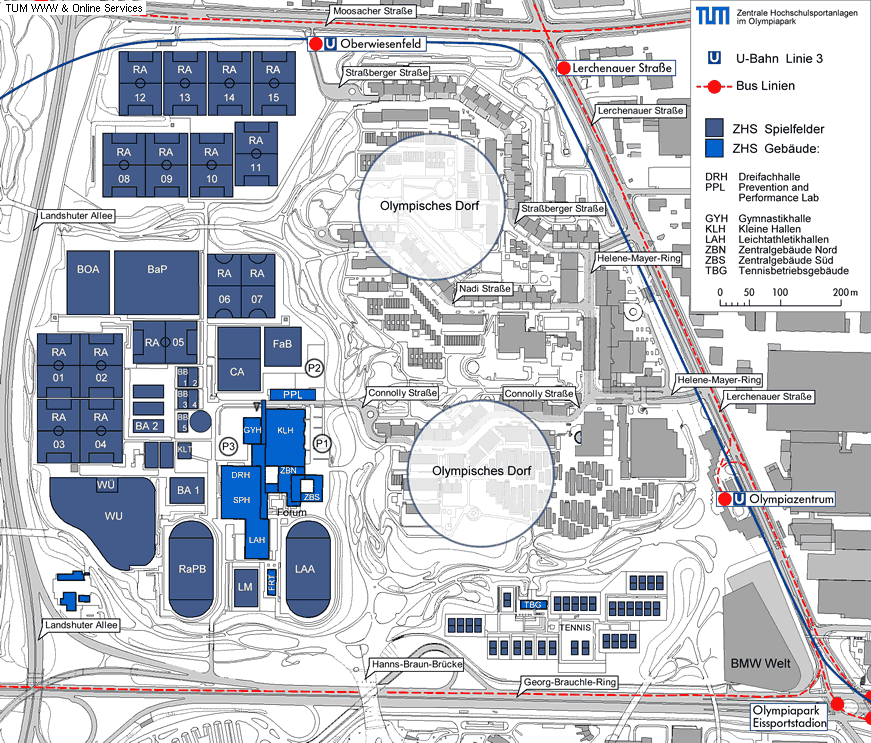 TUM WWW & Online Services
Moosacher Straße
TUM
Zentrale Hochschulsportanlagen
im Olympiapark
U
Oberwiesenfeld
U
U-Bahn Linie 3
Bus Linien
Lerchenauer Straße
Straßberger Straße
Lerchenauer Straße
RA
12
RA
13
RA
14
RA
15
ZHS Spielfelder
ZHS Gebäude:
DRH Dreifachhalle
PPL Prevention and
Performance Lab
GYH Gymnastikhalle
KLH Kleine Hallen
LAH Leichtathletikhallen
ZBN Zentralgebäude Nord
ZBS Zentralgebäude Süd
TBG Tennisbetriebsgebäude
0 50 100 200 m
RA
08
RA
09
RA
10
RA
11
Olympisches Dorf
Landshuter Allee
Straßberger Straße
Helene-Mayer-Ring
Nadi Straße
BOA
BaP
RA
06
RA
07
RA 05
FaB
CA
RA
01
RA
02
RA
03
RA
04
BB
1 2
BB
3 4
BB
5
P2
PPL
Connolly Straße
Connolly Straße
Helene-Mayer-Ring
Lerchenauer Straße
BA 2
KLT
P3
GYH
KLH
P1
Olympisches Dorf
DRH
SPH
ZBN
ZBS
Forum
LAH
WÜ
WU
BA 1
U
Olympiazentrum
RaPB
LM
FRT
LAA
TBG
TENNIS
Landshuter Allee
Hanns-Braun-Brücke
Georg-Brauchle-Ring
BMW Welt
Olympiapark
Eissportstadion